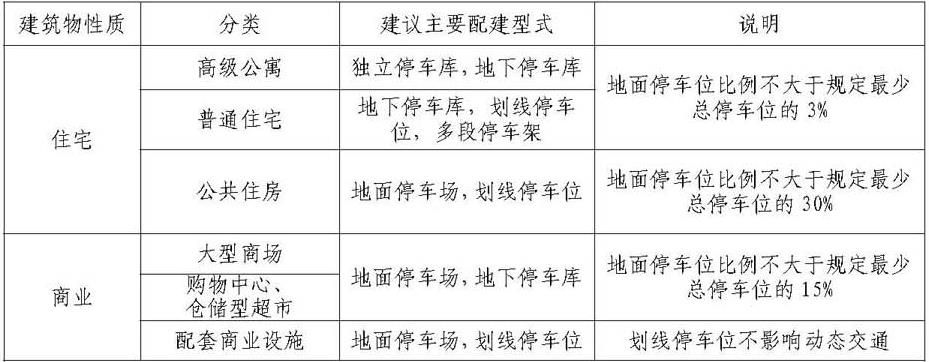 建筑物性质 分类 建议主要配建型式 说明
住宅
高级公寓 独立停车库,地下停车库
地面停车位比例不大于规定最少
总停车位的 3%
普通住宅
地下停车库, 划线停车
位, 多段停车架
公共住房 地面停车场,划线停车位
地面停车位比例不大于规定最少
总停车位的 30%
商业
大型商场
购物中心、
仓储型超市
地面停车场,地下停车库
地面停车位比例不大于规定最少
总停车位的 15%
配套商业设施 地面停车场,划线停车位 划线停车位不影响动态交通